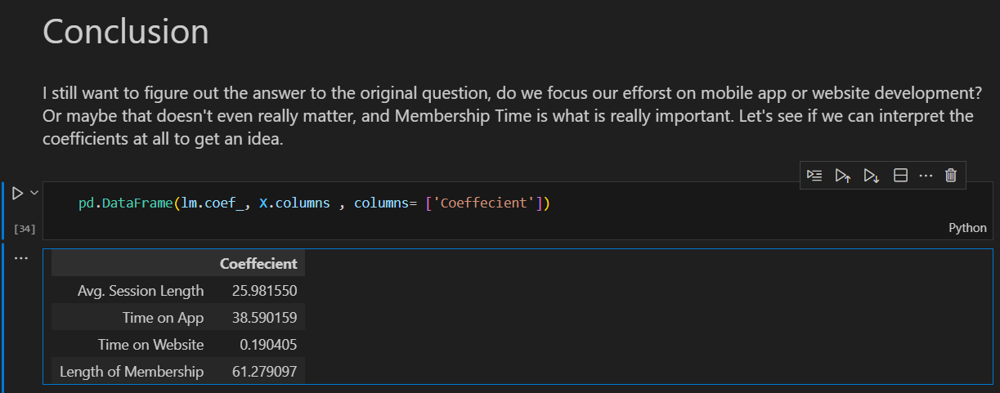 Conclusion
I still want to figure out the answer to the original question, do we focus our efforst on mobile app or website development?
Or maybe that doesn't even really matter, and Membership Time is what is really important. Let's see if we can interpret the
coefficients at all to get an idea.
pd.DataFrame(lm.coef_, X.columns , columns= ['Coeffecient'])
[34]
Python
Coeffecient
Avg. Session Length 25.981550
Time on App 38.590159
Time on Website 0.190405
Length of Membership 61.279097